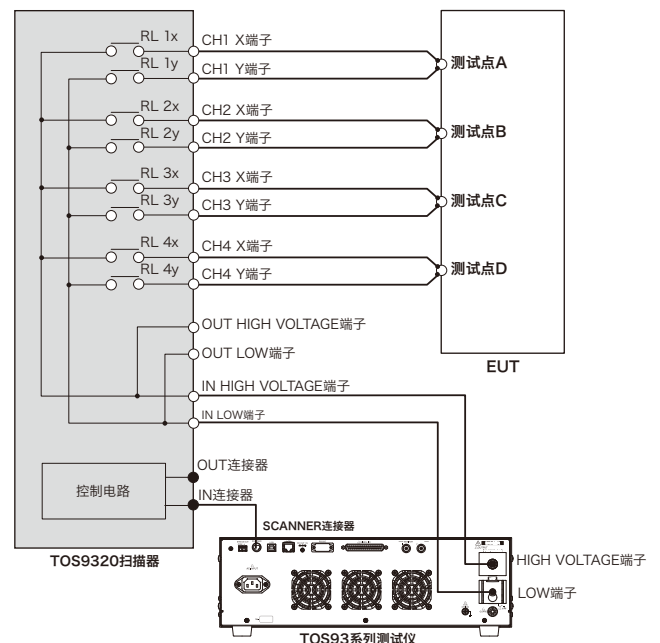 RL 1x
CH1 X端子
RL 1y
CH1 Y端子
测试点A
RL 2x
CH2 X端子
RL 2y
CH2 Y端子
测试点B
RL 3x
CH3 X端子
RL 3y
CH3 Y端子
测试点C
RL 4x
CH4 X端子
RL 4y
CH4 Y端子
测试点D
OUT HIGH VOLTAGE端子
OUT LOW端子
EUT
IN HIGH VOLTAGE端子
IN LOW端子
OUT连接器
控制电路
IN连接器
SCANNER连接器
TOS9320扫描器
HIGH VOLTAGE端子
LOW端子
TOS93系列测试仪